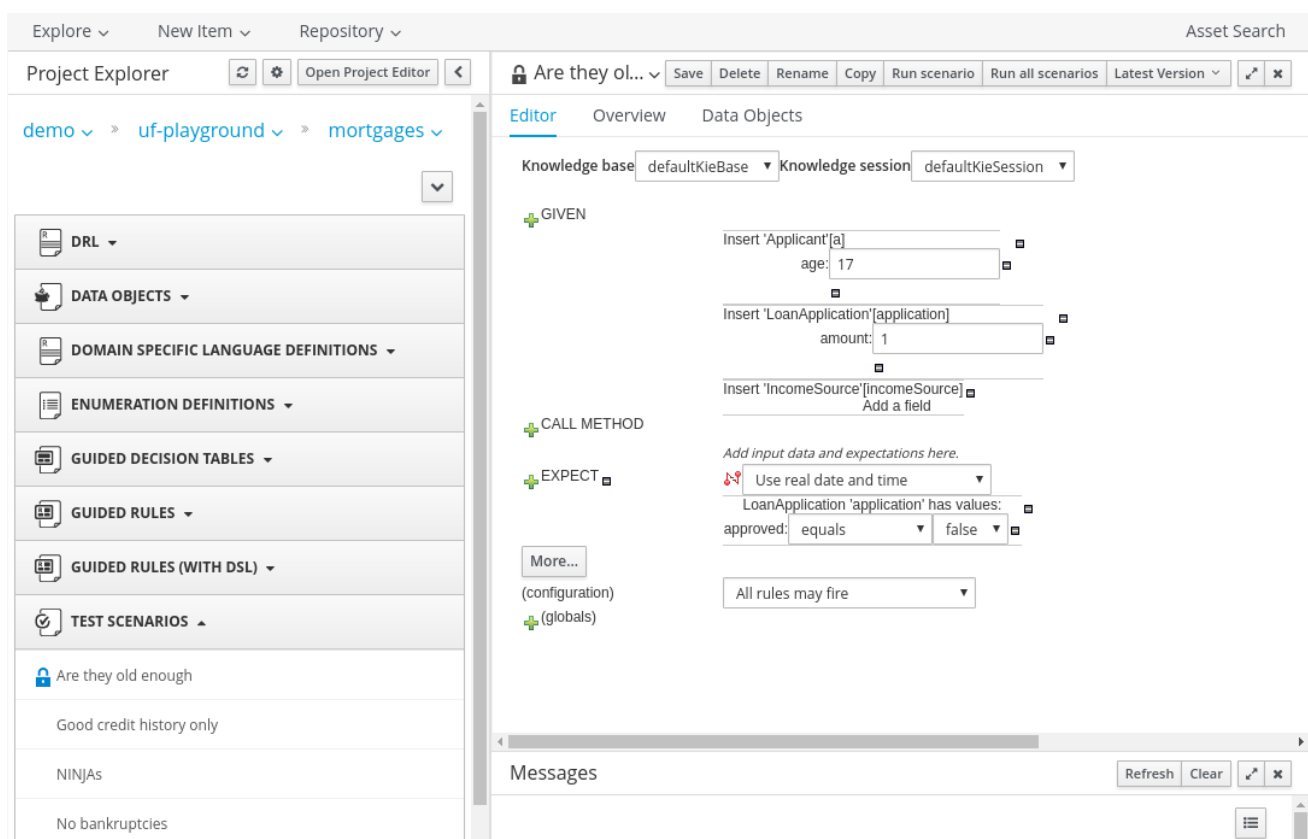 Explore New Item Repository Asset Search
Project Explorer Open Project Editor
demo » uf-playground » mortgages
DRL
DATA OBJECTS
DOMAIN SPECIFIC LANGUAGE DEFINITIONS
ENUMERATION DEFINITIONS
GUIDED DECISION TABLES
GUIDED RULES
GUIDED RULES (WITH DSL)
TEST SCENARIOS
Are they old enough
Good credit history only
NINJAs
No bankruptcies
Are they ol... Save Delete Rename Copy Run scenario Run all scenarios Latest Version
Editor Overview Data Objects
Knowledge base defaultKieBase Knowledge session defaultKieSession
GIVEN
Insert 'Applicant'[a]
age: 17
Insert 'LoanApplication'[application]
amount: 1
Insert 'IncomeSource'[incomeSource]
Add a field
CALL METHOD
Add input data and expectations here.
EXPECT Use real date and time
LoanApplication 'application' has values:
approved: equals false
More...
(configuration) All rules may fire
(globals)
Messages Refresh Clear